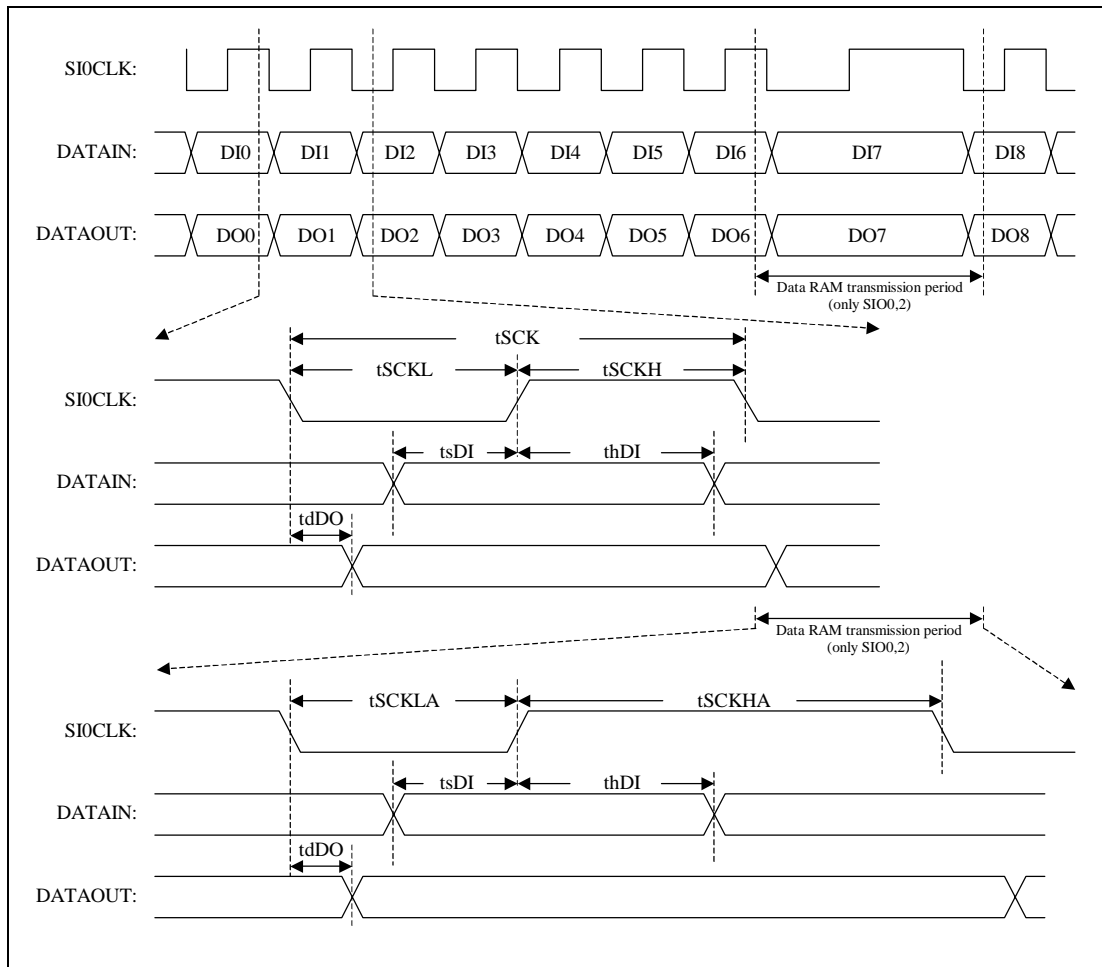 SI0CLK:
DATAIN:
DI0 DI1 DI2 DI3 DI4 DI5 DI6 DI7 DI8
DATAOUT:
DO0 DO1 DO2 DO3 DO4 DO5 DO6 DO7 DO8
Data RAM transmission period
(only SIO0,2)
tSCK
tSCKL tSCKH
SI0CLK:
tsDI thDI
DATAIN:
tdDO
DATAOUT:
Data RAM transmission period
(only SIO0,2)
tSCKLA tSCKHA
SI0CLK:
tsDI thDI
DATAIN:
tdDO
DATAOUT: